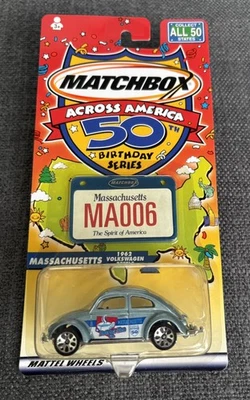 COLLECT
ALL 50
STATES
MATCHBOX
ACROSS AMERICA
50TH
BIRTHDAY
SERIES
MATCHBOX
Massachusetts
MA006
The Spirit of America
MASSACHUSETTS
1962
VOLKSWAGEN
MATTEL WHEELS